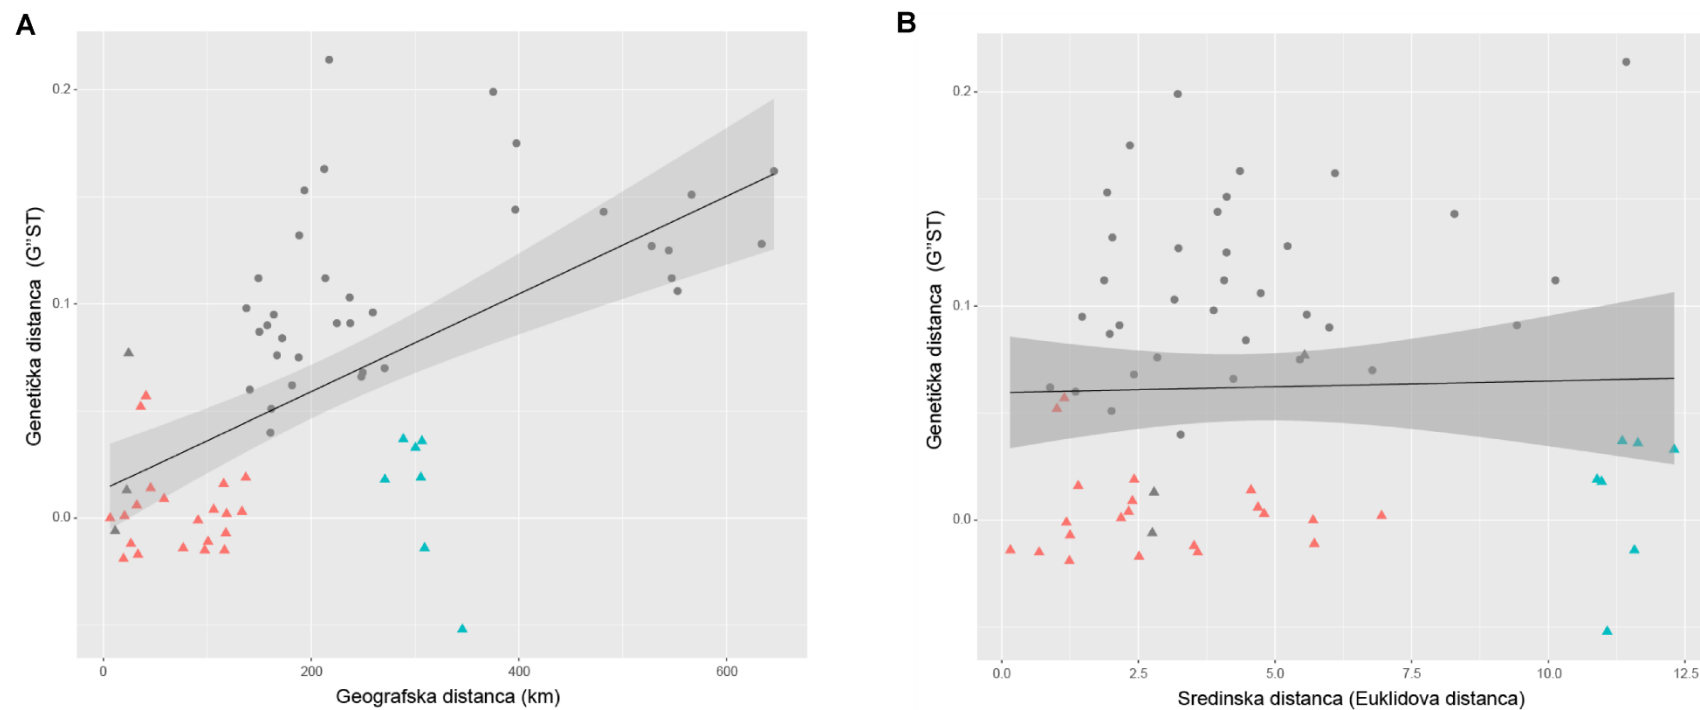 A
Genetička distanca (G”ST)
0.2
0.1
0.0
0
200
400
600
Geografska distanca (km)
B
Genetička distanca (G”ST)
0.2
0.1
0.0
0.0
2.5
5.0
7.5
10.0
12.5
Sredinska distanca (Euklidova distanca)